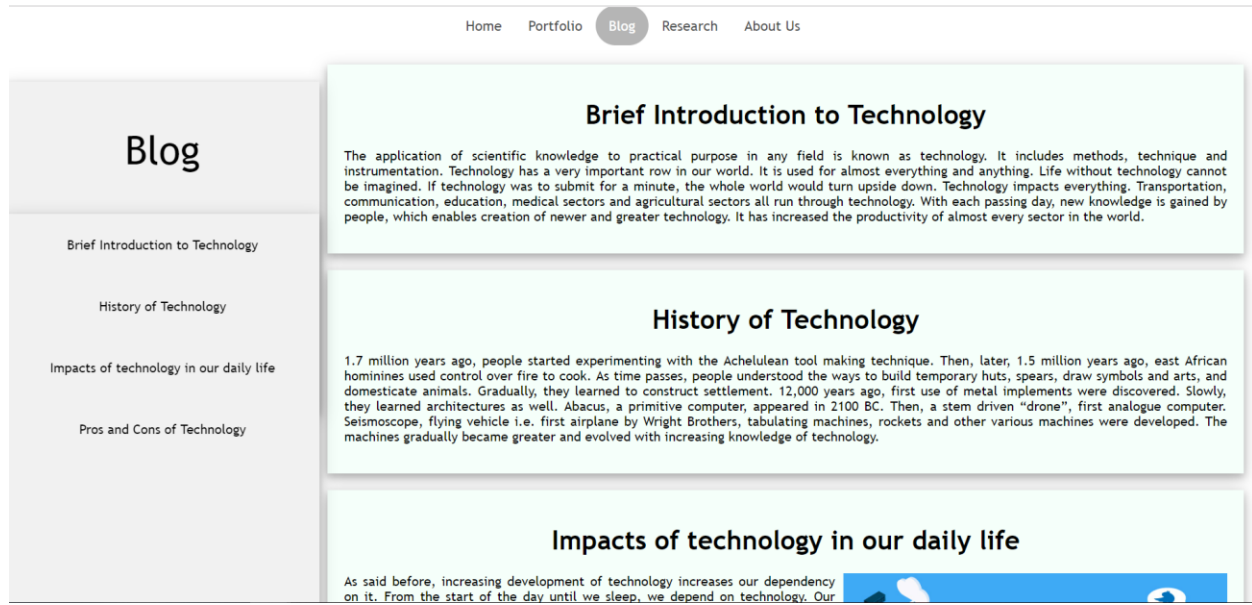 Home Portfolio Blog Research About Us
Blog
Brief Introduction to Technology
History of Technology
Impacts of technology in our daily life
Pros and Cons of Technology
Brief Introduction to Technology
The application of scientific knowledge to practical purpose in any field is known as technology. It includes methods, technique and
instrumentation. Technology has a very important row in our world. It is used for almost everything and anything. Life without technology cannot
be imagined. If technology was to submit for a minute, the whole world would turn upside down. Technology impacts everything. Transportation,
communication, education, medical sectors and agricultural sectors all run through technology. With each passing day, new knowledge is gained by
people, which enables creation of newer and greater technology. It has increased the productivity of almost every sector in the world.
History of Technology
1.7 million years ago, people started experimenting with the Achelulean tool making technique. Then, later, 1.5 million years ago, east African
hominines used control over fire to cook. As time passes, people understood the ways to build temporary huts, spears, draw symbols and arts, and
domesticate animals. Gradually, they learned to construct settlement. 12,000 years ago, first use of metal implements were discovered. Slowly,
they learned architectures as well. Abacus, a primitive computer, appeared in 2100 BC. Then, a stem driven “drone”, first analogue computer.
Seismoscope, flying vehicle i.e. first airplane by Wright Brothers, tabulating machines, rockets and other various machines were developed. The
machines gradually became greater and evolved with increasing knowledge of technology.
Impacts of technology in our daily life
As said before, increasing development of technology increases our dependency
on it. From the start of the day until we sleep, we depend on technology. Our